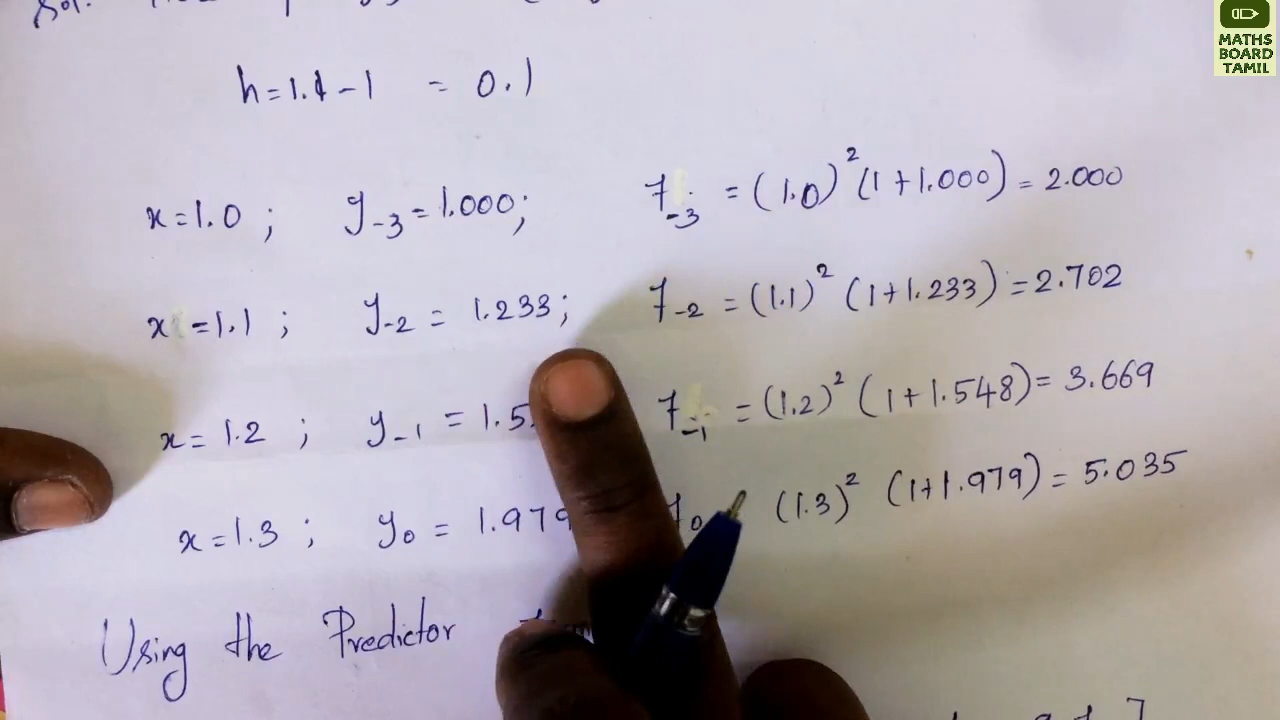 MATHS
BOARD
TAMIL
h = 1.1 - 1 = 0.1
x = 1.0 ; y₋₃ = 1.000; f₋₃ = (1.0)² (1 + 1.000) = 2.000
x = 1.1 ; y₋₂ = 1.233; f₋₂ = (1.1)² (1 + 1.233) = 2.702
x = 1.2 ; y₋₁ = 1.5 f₋₁ = (1.2)² (1 + 1.548) = 3.669
x = 1.3 ; y₀ = 1.979 f₀ (1.3)² (1 + 1.979) = 5.035
Using the Predictor